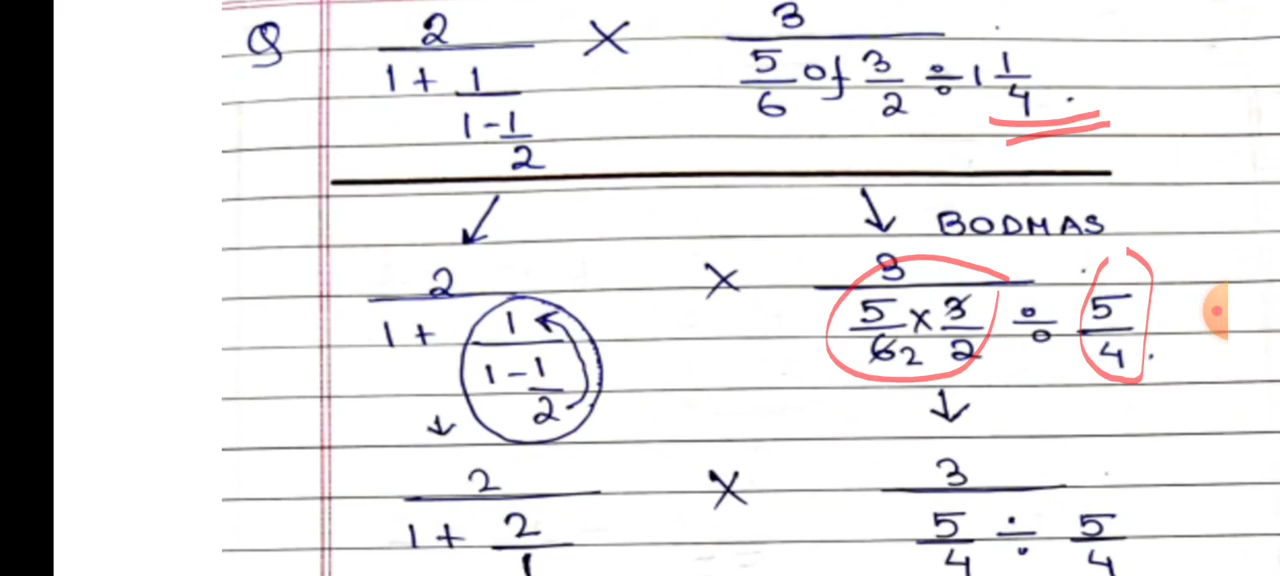 Q 2 × 3
1 + 1 5/6 of 3/2 ÷ 1 1/4 .
1 - 1/2
↙ ↓ BODMAS
2 × 3
1 + 1 5/6 2 × 3/2 ÷ 5/4 .
1 - 1/2
↓ ↓
2 × 3
1 + 2/1 5/4 ÷ 5/4